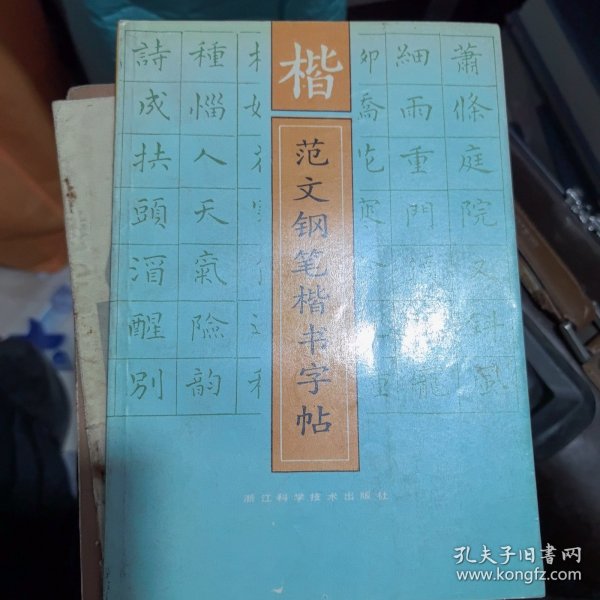 楷
范文钢笔楷书字帖
蕭條庭院又斜
細雨重門
種惱人天氣險韻
詩成扶頭酒醒別
浙江科学技术出版社
孔夫子旧书网
www.kongfz.com